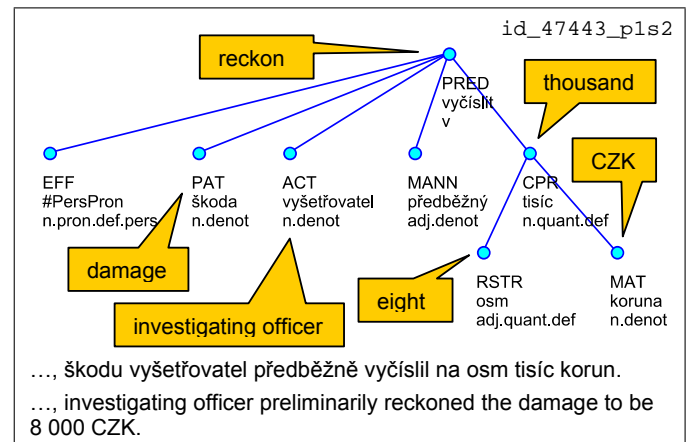 id_47443_p1s2
reckon
PRED
vyčíslit
v
thousand
CZK
EFF
#PersPron
n.pron.def.pers
PAT
škoda
n.denot
ACT
vyšetřovatel
n.denot
MANN
předběžný
adj.denot
CPR
tisíc
n.quant.def
damage
investigating officer
eight
RSTR
osm
adj.quant.def
MAT
koruna
n.denot
…, škodu vyšetřovatel předběžně vyčíslil na osm tisíc korun.
…, investigating officer preliminarily reckoned the damage to be
8 000 CZK.